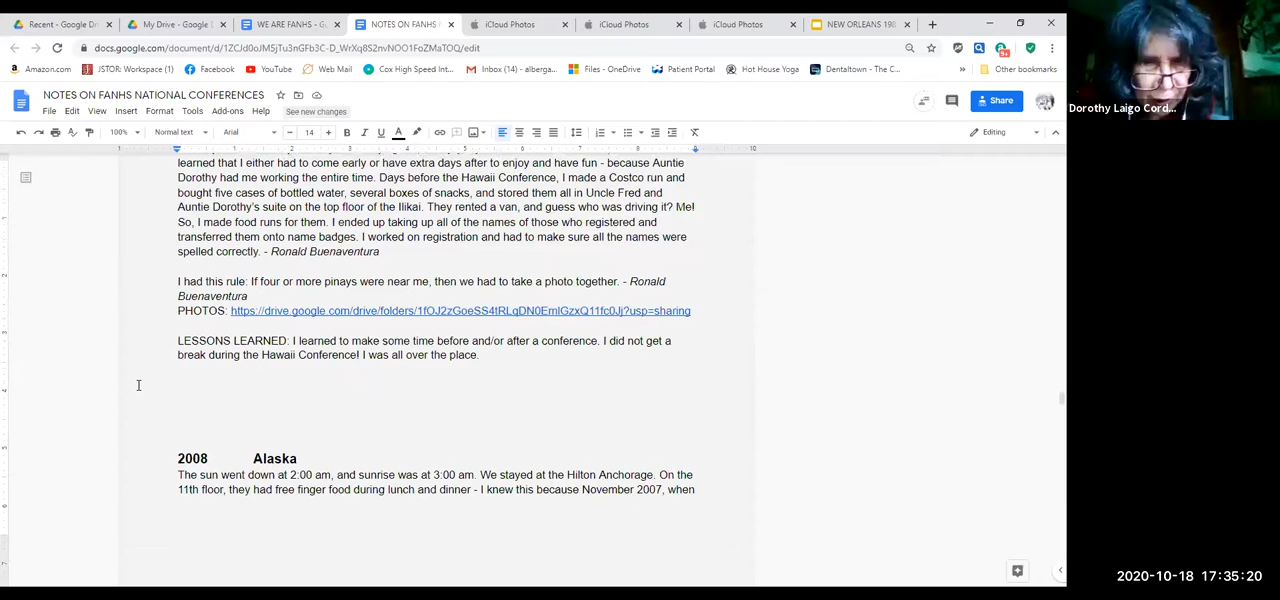 Recent - Google Dr
My Drive - Google D
WE ARE FANHS - G
NOTES ON FANHS N
iCloud Photos
iCloud Photos
iCloud Photos
NEW ORLEANS 198
docs.google.com/document/d/1ZCJd0oJM5jTu3nGFb3C-D_WrXq8S2nvNOO1FoZMaTOQ/edit
Amazon.com
JSTOR: Workspace (1)
Facebook
YouTube
Web Mail
Cox High Speed Int...
Inbox (14) - alberga...
Files - OneDrive
Patient Portal
Hot House Yoga
Dentaltown - The C...
Other bookmarks
NOTES ON FANHS NATIONAL CONFERENCES
File Edit View Insert Format Tools Add-ons Help See new changes
Share
100% Normal text Arial 14 B I U A Editing
1 1 2 3 4 5 6 7 8 9 10
learned that I either had to come early or have extra days after to enjoy and have fun - because Auntie
Dorothy had me working the entire time. Days before the Hawaii Conference, I made a Costco run and
bought five cases of bottled water, several boxes of snacks, and stored them all in Uncle Fred and
Auntie Dorothy's suite on the top floor of the Ilikai. They rented a van, and guess who was driving it? Me!
So, I made food runs for them. I ended up taking up all of the names of those who registered and
transferred them onto name badges. I worked on registration and had to make sure all the names were
spelled correctly. - Ronald Buenaventura
I had this rule: If four or more pinays were near me, then we had to take a photo together. - Ronald
Buenaventura
PHOTOS: https://drive.google.com/drive/folders/1fOJ2zGoeSS4tRLqDN0EmlGzxQ11fc0Jj?usp=sharing
LESSONS LEARNED: I learned to make some time before and/or after a conference. I did not get a
break during the Hawaii Conference! I was all over the place.
2008 Alaska
The sun went down at 2:00 am, and sunrise was at 3:00 am. We stayed at the Hilton Anchorage. On the
11th floor, they had free finger food during lunch and dinner - I knew this because November 2007, when
Dorothy Laigo Cord...
2020-10-18 17:35:20